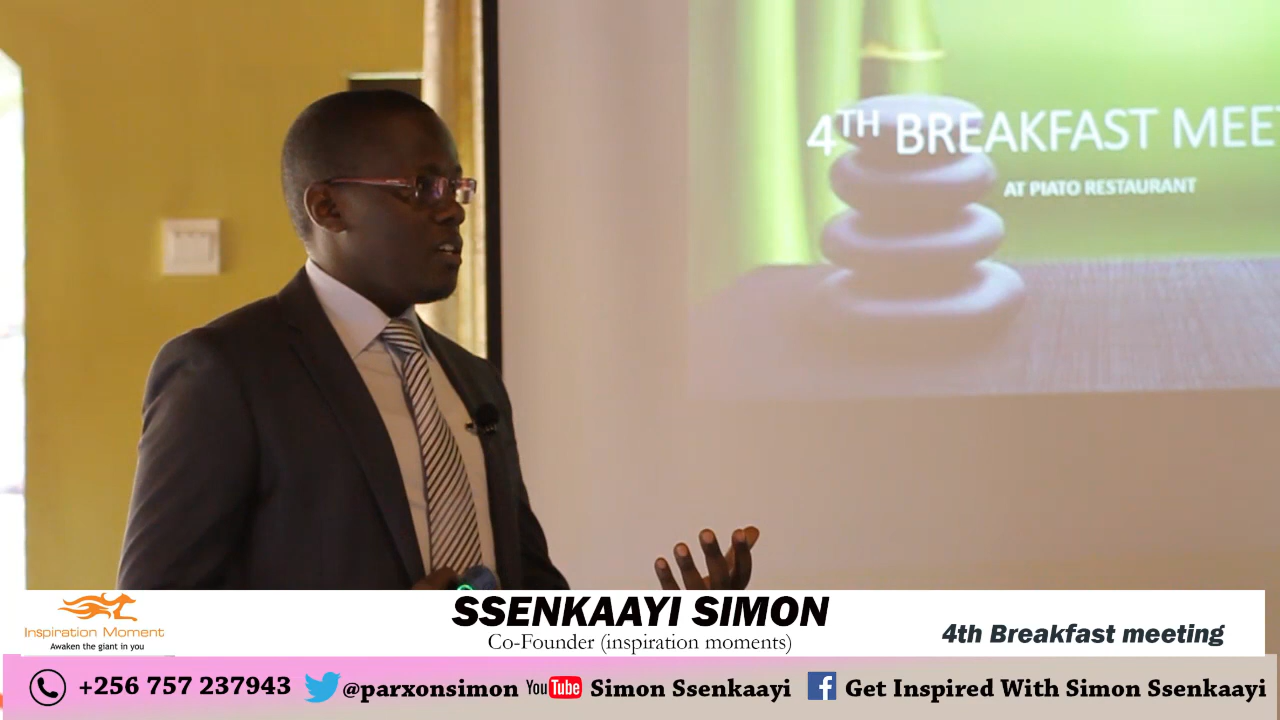 4TH BREAKFAST MEE
AT PIATO RESTAURANT
Inspiration Moment
Awaken the giant in you
SSENKAAYI SIMON
Co-Founder (inspiration moments)
4th Breakfast meeting
+256 757 237943
@parxonsimon
YouTube Simon Ssenkaayi
f Get Inspired With Simon Ssenkaayi